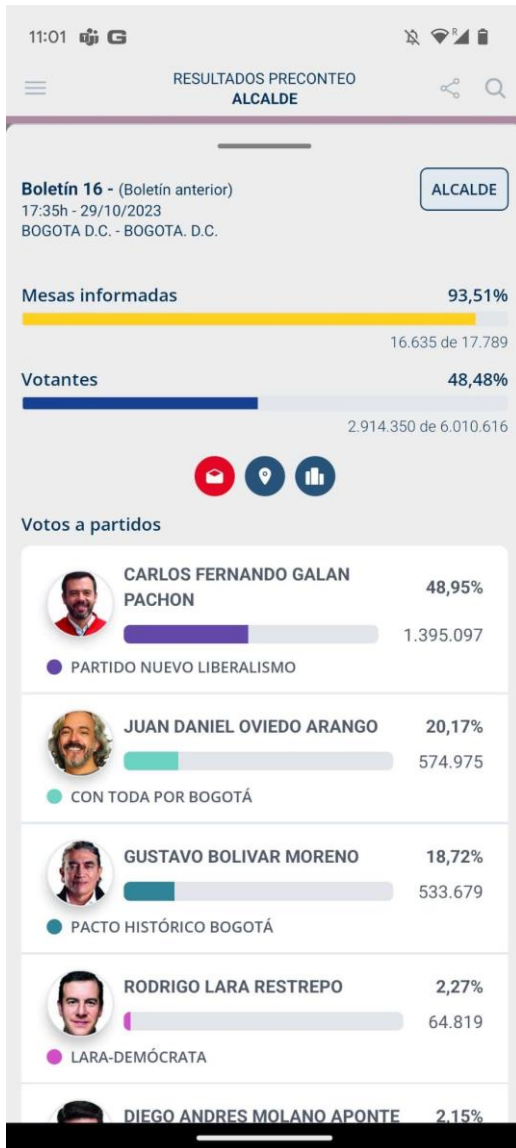 11:01
RESULTADOS PRECONTEO
ALCALDE
Boletín 16 - (Boletín anterior)
17:35h - 29/10/2023
BOGOTA D.C. - BOGOTA. D.C.
ALCALDE
Mesas informadas 93,51%
16.635 de 17.789
Votantes 48,48%
2.914.350 de 6.010.616
Votos a partidos
CARLOS FERNANDO GALAN
PACHON
48,95%
1.395.097
PARTIDO NUEVO LIBERALISMO
JUAN DANIEL OVIEDO ARANGO 20,17%
574.975
CON TODA POR BOGOTÁ
GUSTAVO BOLIVAR MORENO 18,72%
533.679
PACTO HISTÓRICO BOGOTÁ
RODRIGO LARA RESTREPO 2,27%
64.819
LARA-DEMÓCRATA
DIEGO ANDRES MOLANO APONTE 2,15%